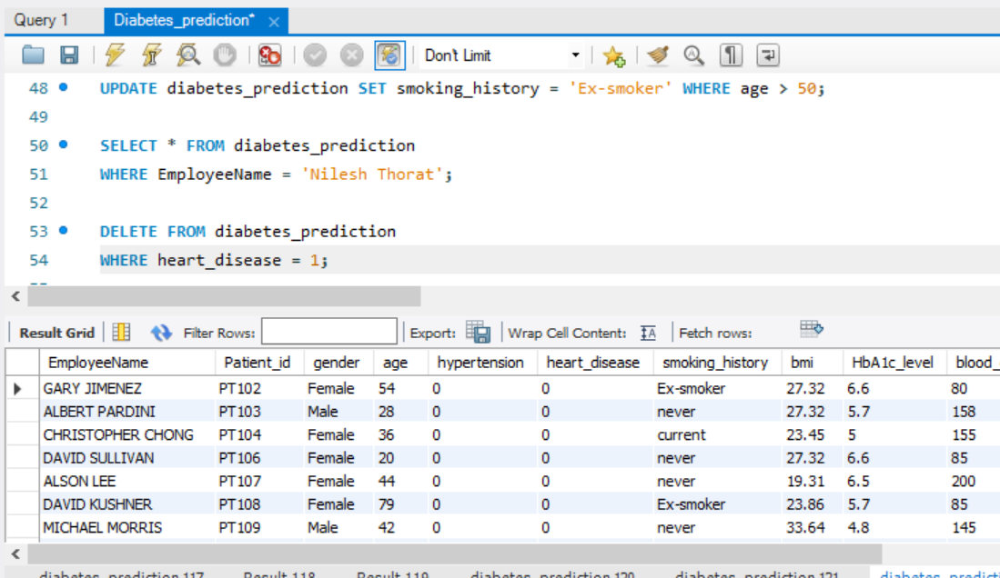 Query 1 Diabetes_prediction*
Don't Limit
48 UPDATE diabetes_prediction SET smoking_history = 'Ex-smoker' WHERE age > 50;
49
50 SELECT * FROM diabetes_prediction
51 WHERE EmployeeName = 'Nilesh Thorat';
52
53 DELETE FROM diabetes_prediction
54 WHERE heart_disease = 1;
Result Grid Filter Rows: Export: Wrap Cell Content: Fetch rows:
EmployeeName Patient_id gender age hypertension heart_disease smoking_history bmi HbA1c_level blood_
GARY JIMENEZ PT102 Female 54 0 0 Ex-smoker 27.32 6.6 80
ALBERT PARDINI PT103 Male 28 0 0 never 27.32 5.7 158
CHRISTOPHER CHONG PT104 Female 36 0 0 current 23.45 5 155
DAVID SULLIVAN PT106 Female 20 0 0 never 27.32 6.6 85
ALSON LEE PT107 Female 44 0 0 never 19.31 6.5 200
DAVID KUSHNER PT108 Female 79 0 0 Ex-smoker 23.86 5.7 85
MICHAEL MORRIS PT109 Male 42 0 0 never 33.64 4.8 145
diabetes_prediction 117 Result 118 Result 119 diabetes_prediction 120 diabetes_prediction 121 diabetes_predicti